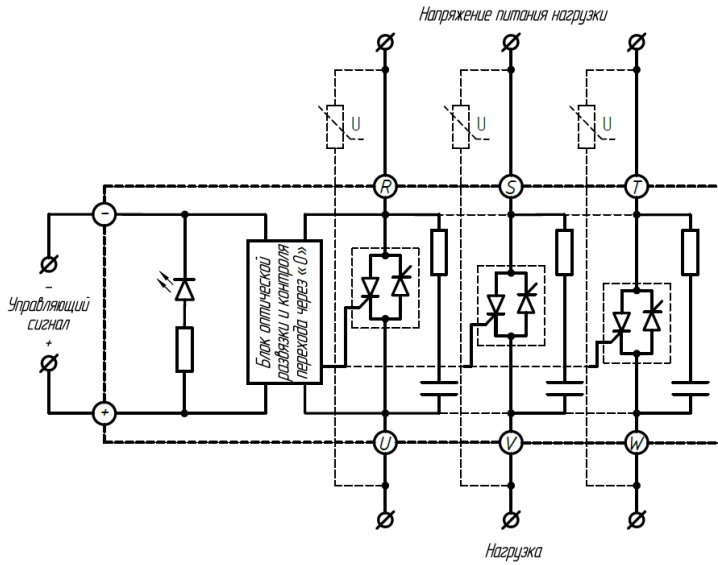 Напряжение питания нагрузки
U
U
U
R
S
T
-
-
Управляющий
сигнал
+
+
Блок оптической
развязки и контроля
перехода через «0»
U
V
W
Нагрузка